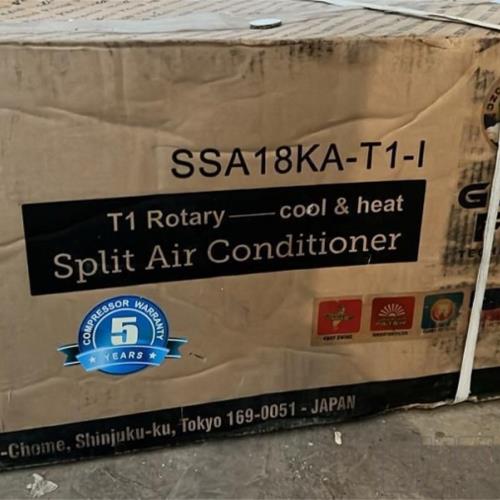 SSA18KA-T1-I
T1 Rotary — cool & heat
Split Air Conditioner
COMPRESSOR WARRANTY
5
YEARS
-Chome, Shinjuku-ku, Tokyo 169-0051 - JAPAN